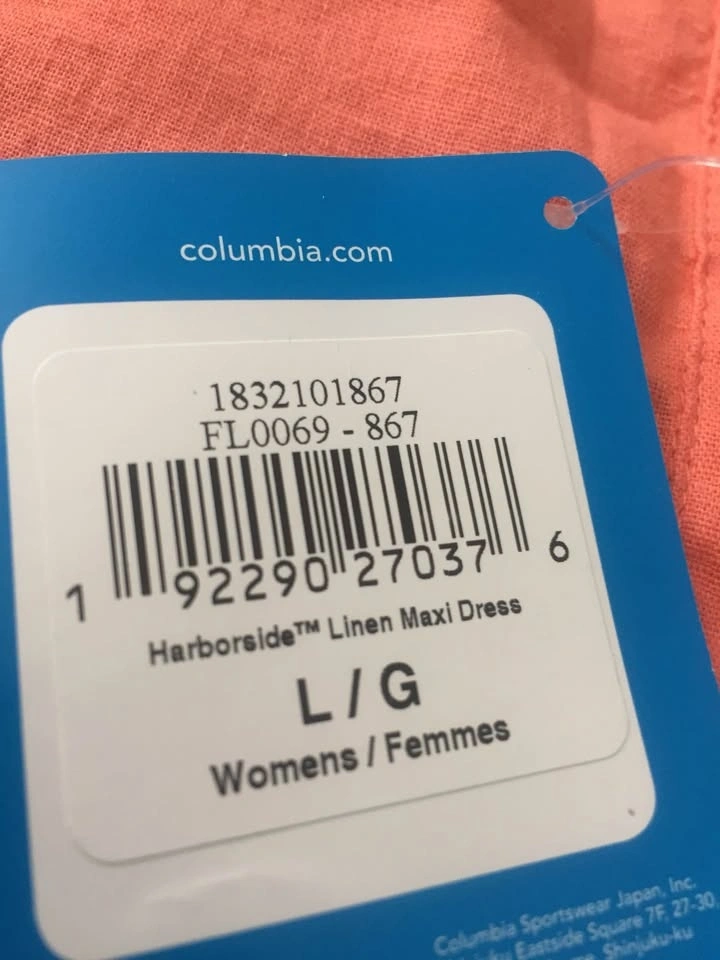 columbia.com
1832101867
FL0069 - 867
1 92290 27037 6
Harborside™ Linen Maxi Dress
L / G
Womens / Femmes
Columbia Sportswear Japan, Inc.
Eastside Square 7F, 27-30,
Shinjuku-ku